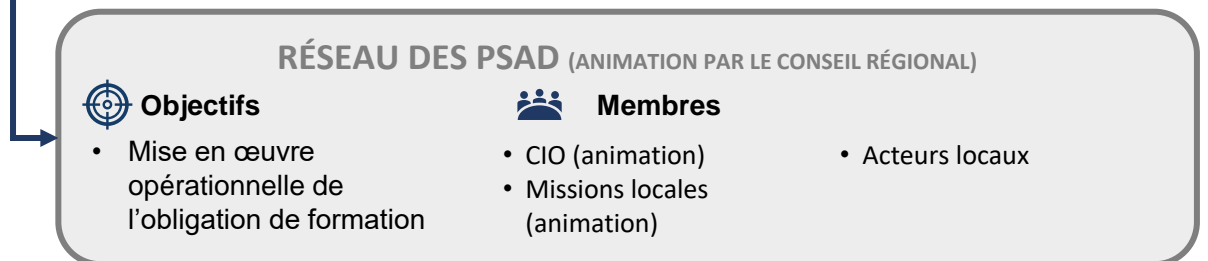 RÉSEAU DES PSAD (ANIMATION PAR LE CONSEIL RÉGIONAL)
Objectifs
• Mise en œuvre
opérationnelle de
l’obligation de formation
Membres
• CIO (animation)
• Missions locales
(animation)
• Acteurs locaux